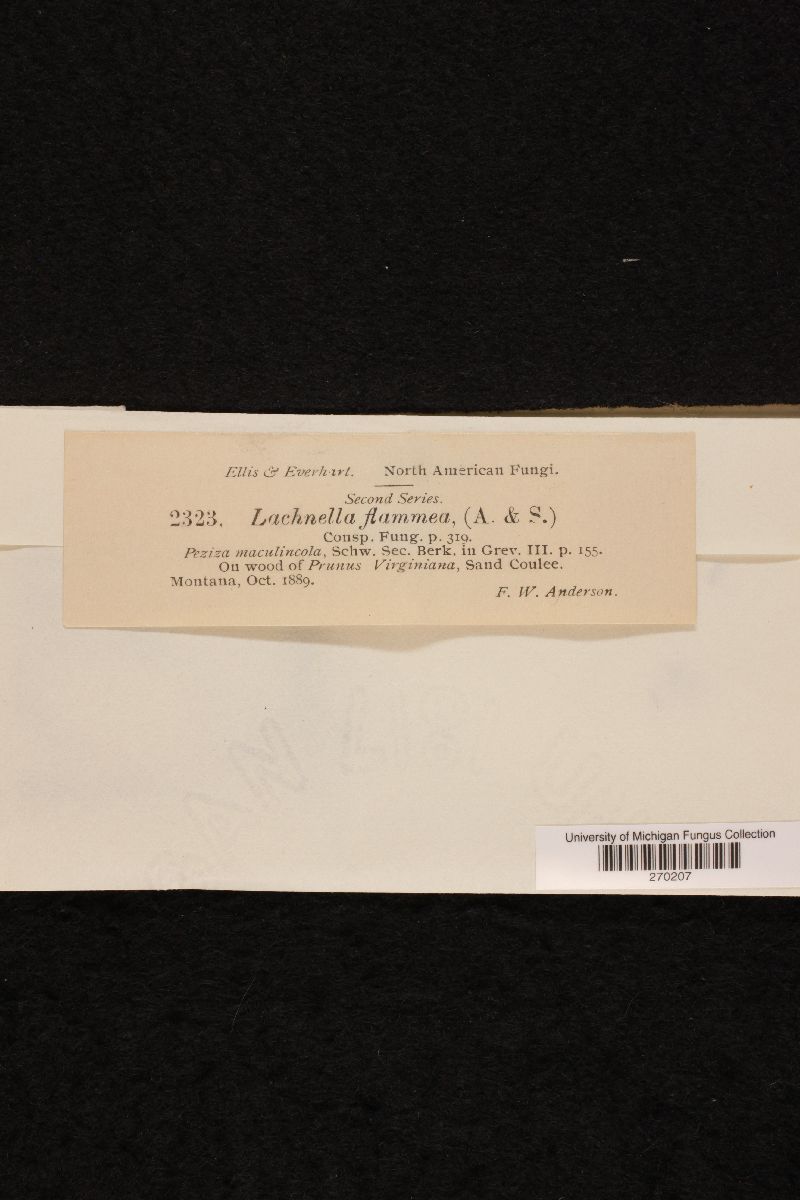 Ellis & Everhart. North American Fungi.
Second Series.
2323. Lachnella flammea, (A. & S.)
Consp. Fung. p. 319.
Peziza maculincola, Schw. Sec. Berk. in Grev. III. p. 155.
On wood of Prunus Virginiana, Sand Coulee.
Montana, Oct. 1889.
F. W. Anderson.
University of Michigan Fungus Collection
270207